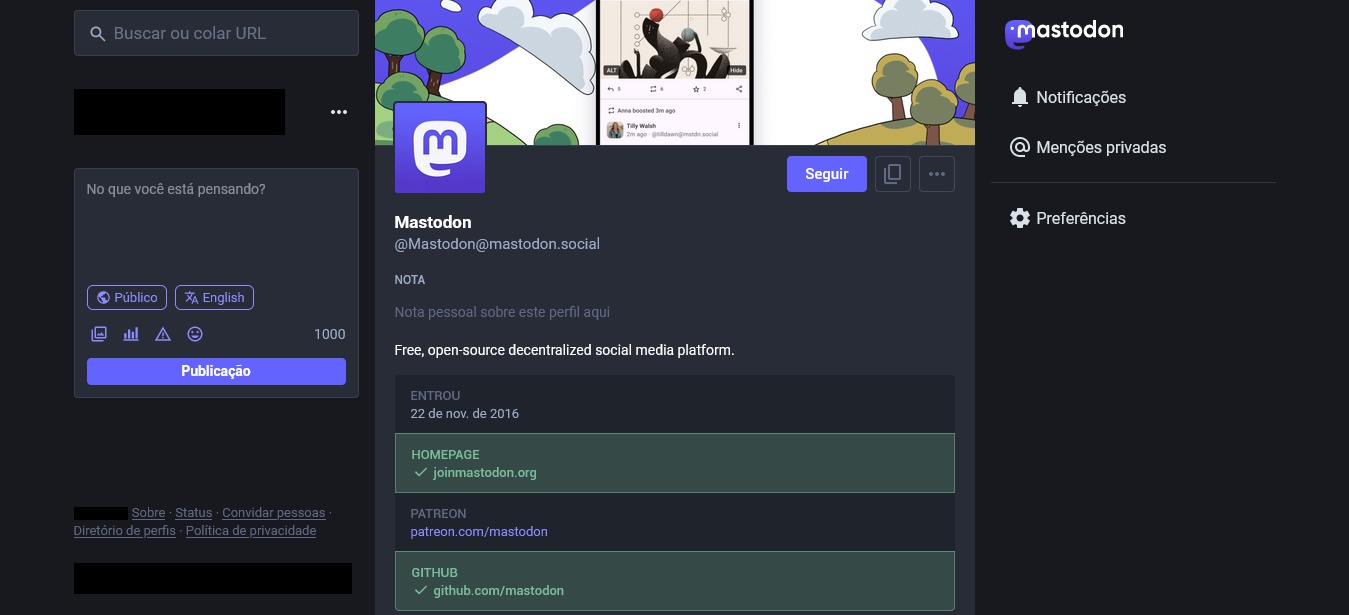 Buscar ou colar URL
No que você está pensando?
Público
English
1000
Publicação
Sobre · Status · Convidar pessoas ·
Diretório de perfis · Política de privacidade
ALT
Hide
5
6
2
Anna boosted 3m ago
Tilly Walsh
2m ago · @tilldawn@mstdn.social
m
Seguir
Mastodon
@Mastodon@mastodon.social
NOTA
Nota pessoal sobre este perfil aqui
Free, open-source decentralized social media platform.
ENTROU
22 de nov. de 2016
HOMEPAGE
joinmastodon.org
PATREON
patreon.com/mastodon
GITHUB
github.com/mastodon
mastodon
Notificações
Menções privadas
Preferências